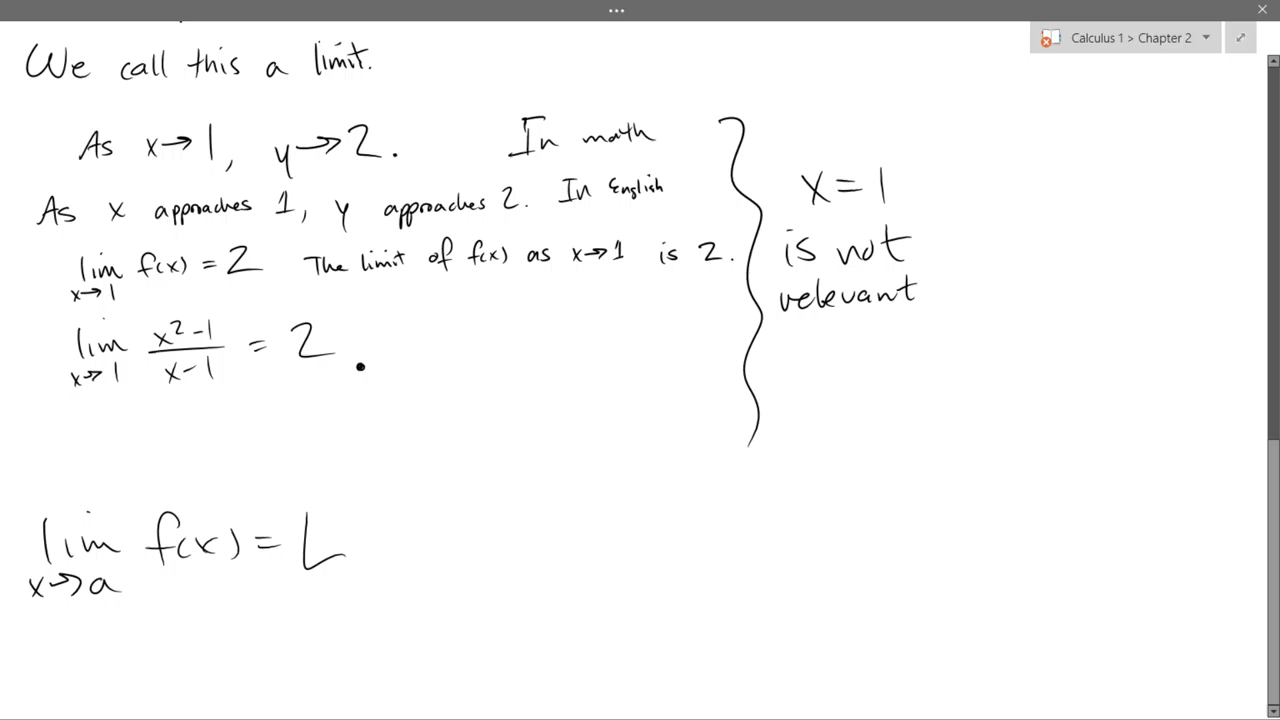 Calculus 1 > Chapter 2
We call this a limit.
As x→1, y→2. In math
As x approaches 1, y approaches 2. In English
lim x→1 f(x) = 2 The limit of f(x) as x→1 is 2.
lim x→1 (x²-1)/(x-1) = 2
x = 1
is not
relevant
lim x→a f(x) = L